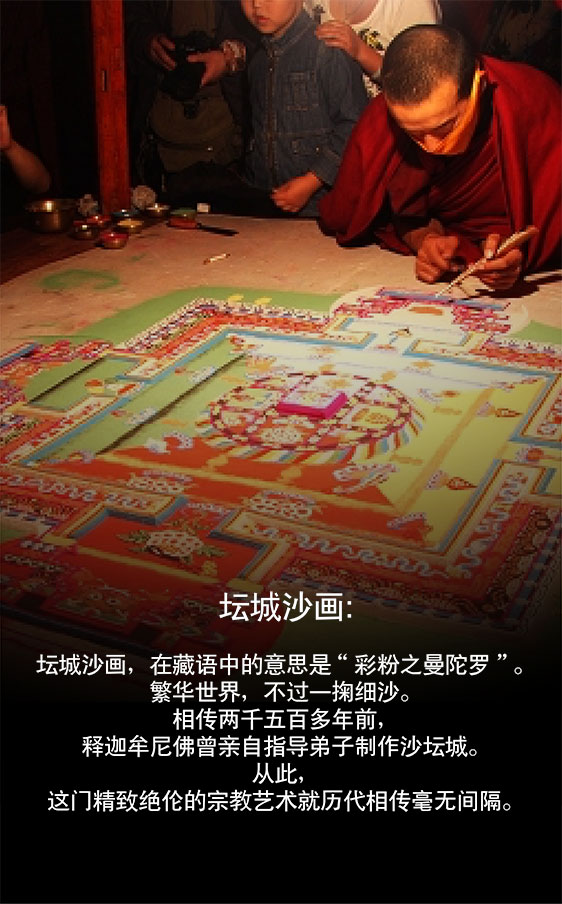 坛城沙画:
坛城沙画，在藏语中的意思是“彩粉之曼陀罗”。
繁华世界，不过一掬细沙。
相传两千五百多年前，
释迦牟尼佛曾亲自指导弟子制作沙坛城。
从此，
这门精致绝伦的宗教艺术就历代相传毫无间隔。